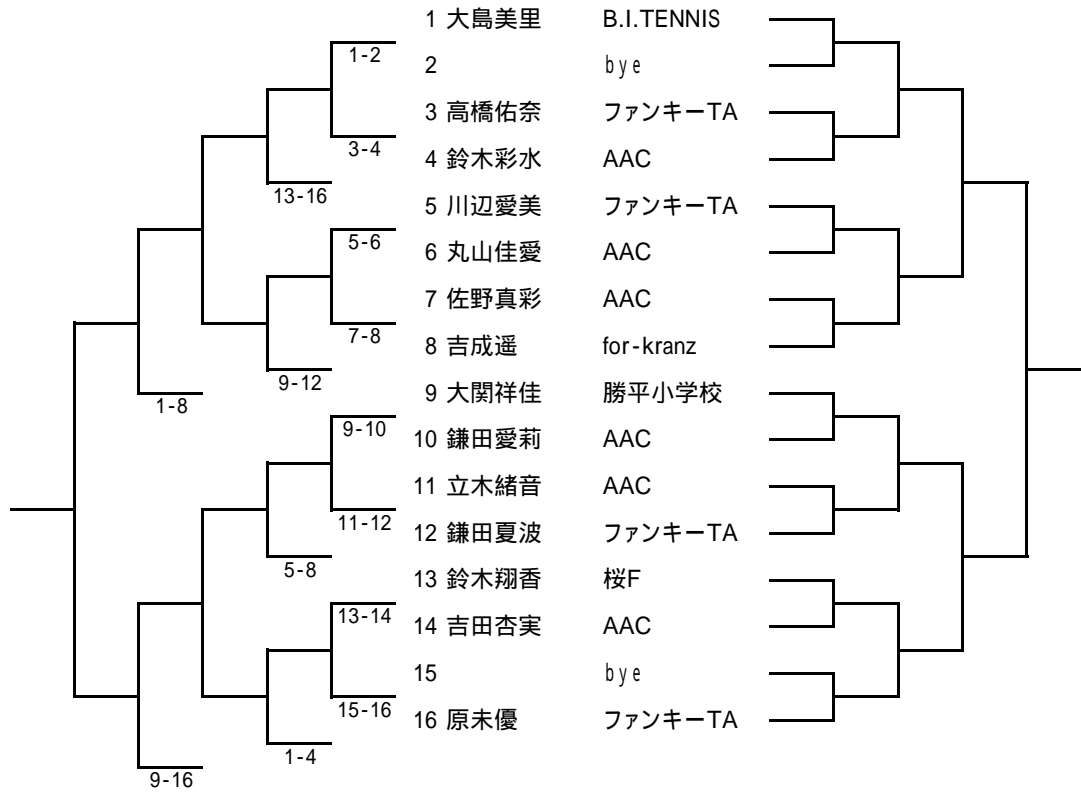 1 大島美里 B.I.TENNIS
1-2
2 bye
3 高橋佑奈 ファンキーTA
3-4
4 鈴木彩水 AAC
13-16
5 川辺愛美 ファンキーTA
5-6
6 丸山佳愛 AAC
7 佐野真彩 AAC
7-8
8 吉成遥 for-kranz
9-12
9 大関祥佳 勝平小学校
1-8
9-10
10 鎌田愛莉 AAC
11 立木緒音 AAC
11-12
12 鎌田夏波 ファンキーTA
5-8
13 鈴木翔香 桜F
13-14
14 吉田杏実 AAC
15 bye
15-16
16 原未優 ファンキーTA
1-4
9-16